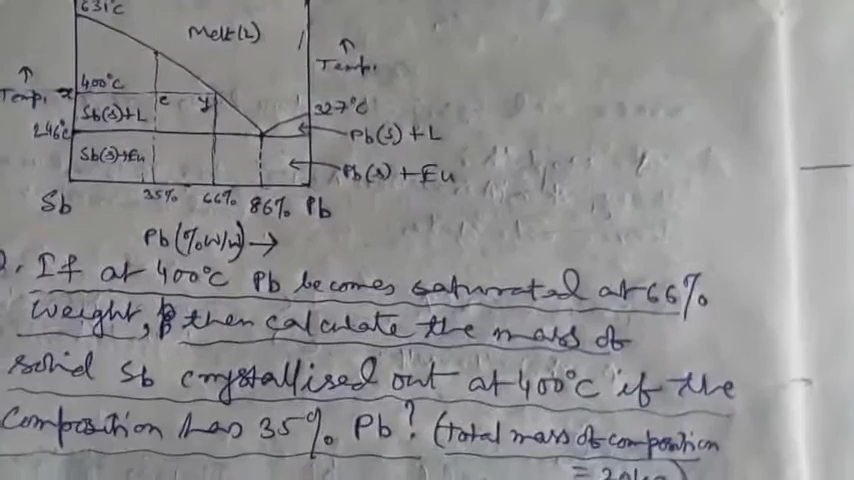 631°C
Melt(L)
↑
Temp.
↑
Temp.
400°C
x
c
y
327°C
Sb(s)+L
Pb(s)+L
246°C
Sb(s)+Eu
Pb(s)+Eu
Sb
35%
66%
86%
Pb
Pb(%W/W)→
If at 400°C Pb becomes saturated at 66%
weight, then calculate the mass of
solid Sb crystallised out at 400°C if the
composition has 35% Pb? (total mass of composition